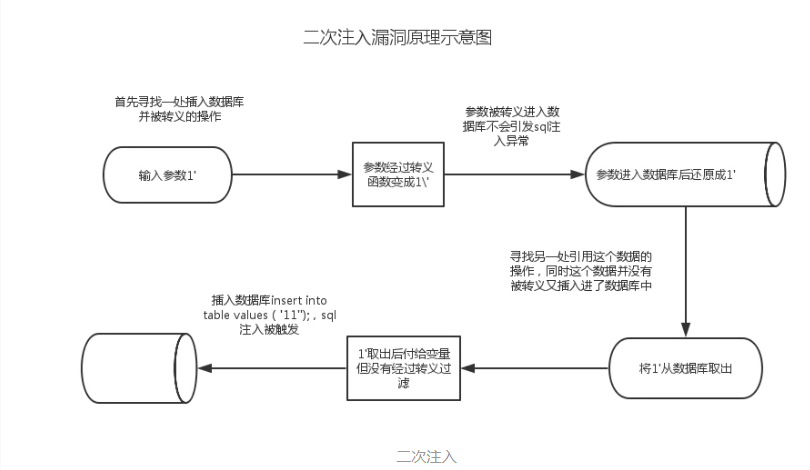 二次注入漏洞原理示意图
首先寻找一处插入数据库
并被转义的操作
参数被转义进入数
据库不会引发sql注
入异常
输入参数1'
参数经过转义
函数变成1\'
参数进入数据库后还原成1'
寻找另一处引用这个数据的
操作，同时这个数据并没有
被转义又插入进了数据库中
插入数据库insert into
table values ( '11''); , sql
注入被触发
1'取出后付给变量
但没有经过转义过
滤
将1'从数据库取出
二次注入